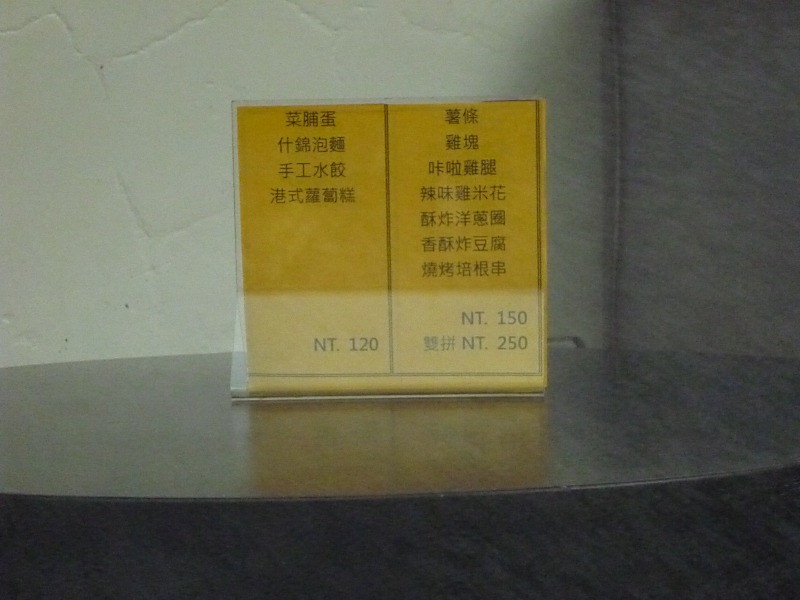 菜脯蛋
什錦泡麵
手工水餃
港式蘿蔔糕
NT. 120
薯條
雞塊
咔啦雞腿
辣味雞米花
酥炸洋蔥圈
香酥炸豆腐
燒烤培根串
NT. 150
雙拼 NT. 250